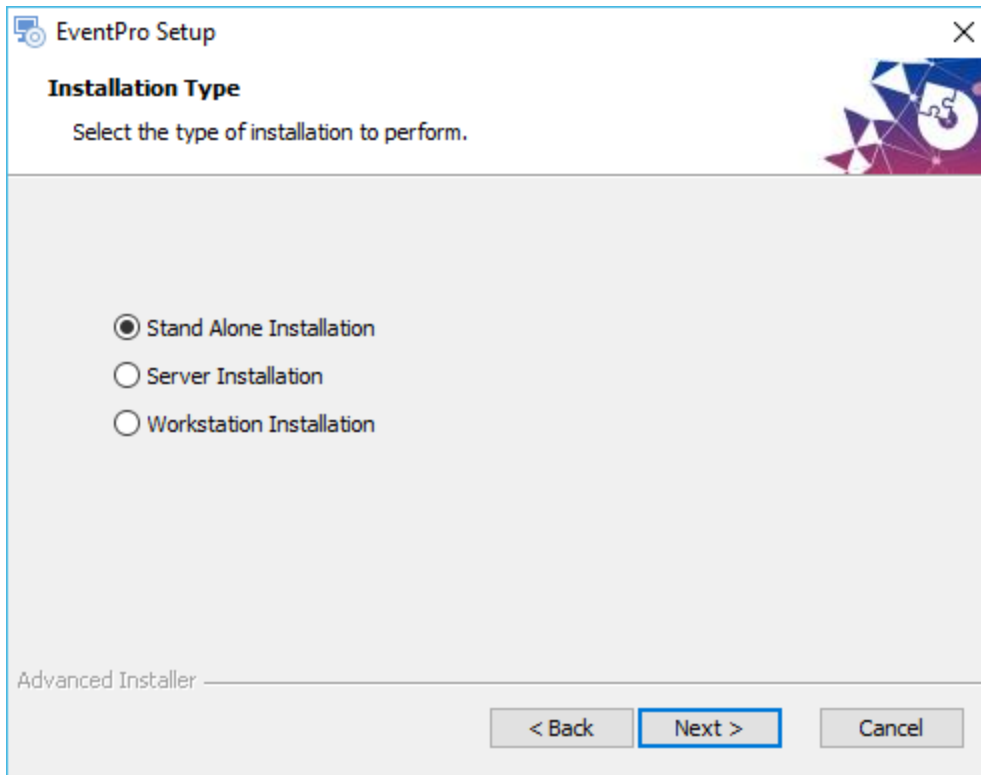 EventPro Setup
Installation Type
Select the type of installation to perform.
Stand Alone Installation
Server Installation
Workstation Installation
Advanced Installer
< Back Next > Cancel